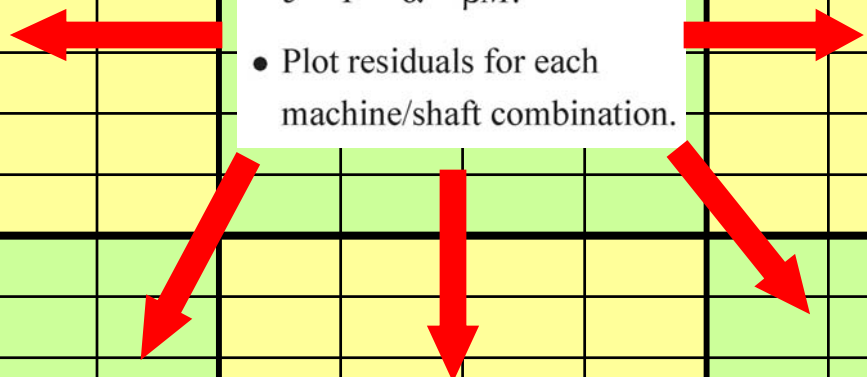 • Plot residuals for each
machine/shaft combination.